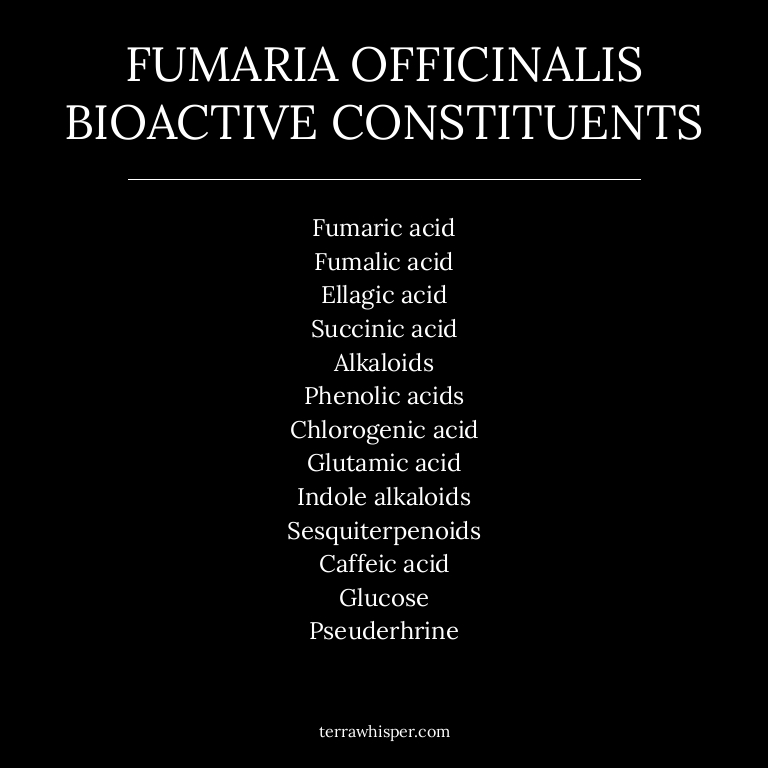 FUMARIA OFFICINALIS
BIOACTIVE CONSTITUENTS
Fumaric acid
Fumalic acid
Ellagic acid
Succinic acid
Alkaloids
Phenolic acids
Chlorogenic acid
Glutamic acid
Indole alkaloids
Sesquiterpenoids
Caffeic acid
Glucose
Pseuderhrine
terrawhisper.com